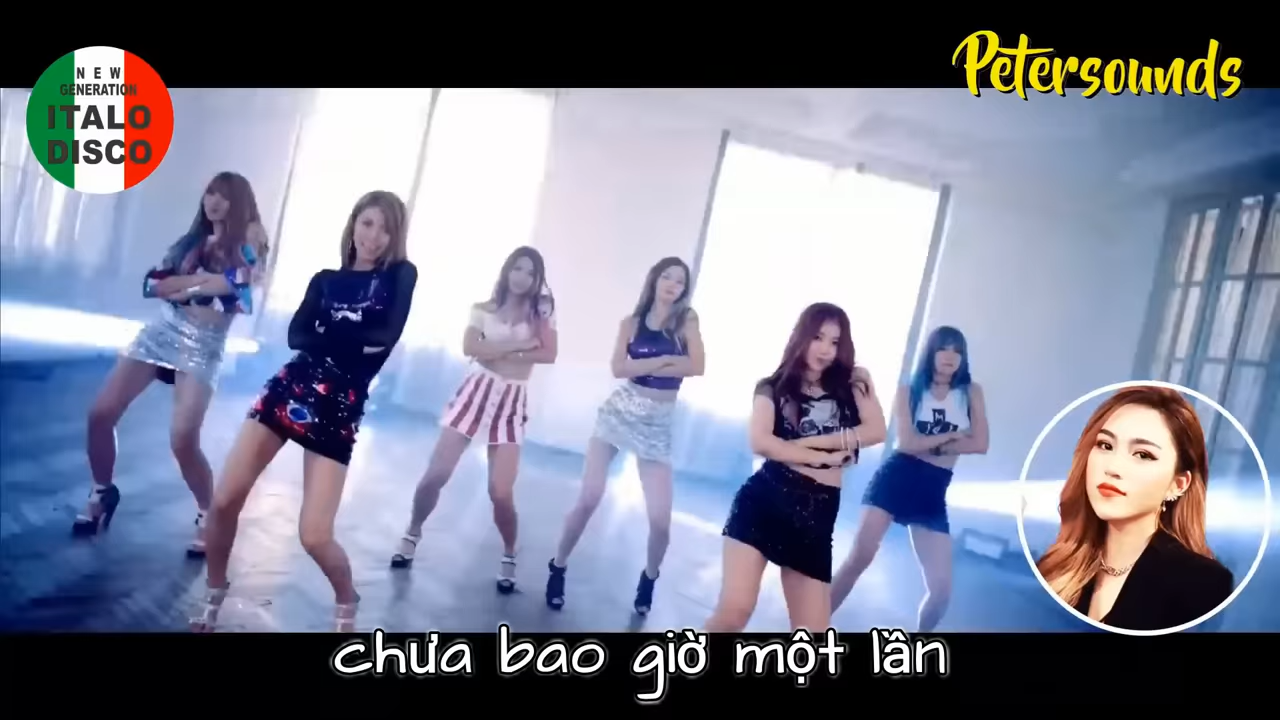 NEW
GENERATION
ITALO
DISCO
Petersounds
chưa bao giờ một lần